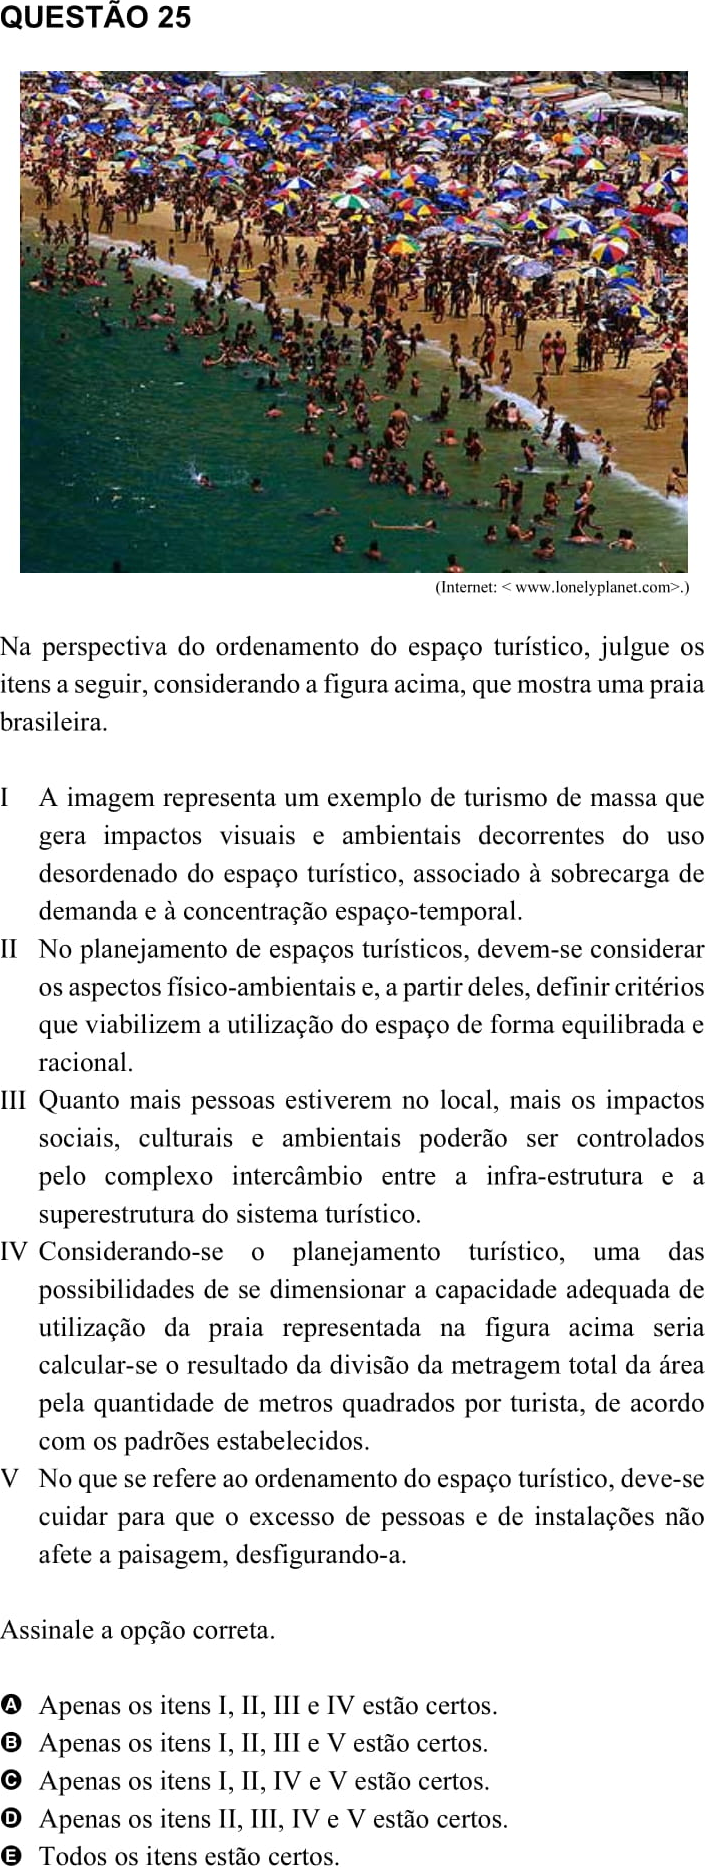 QUESTÃO 25
(Internet: < www.lonelyplanet.com>.)
Na perspectiva do ordenamento do espaço turístico, julgue os
itens a seguir, considerando a figura acima, que mostra uma praia
brasileira.
I A imagem representa um exemplo de turismo de massa que
gera impactos visuais e ambientais decorrentes do uso
desordenado do espaço turístico, associado à sobrecarga de
demanda e à concentração espaço-temporal.
II No planejamento de espaços turísticos, devem-se considerar
os aspectos físico-ambientais e, a partir deles, definir critérios
que viabilizem a utilização do espaço de forma equilibrada e
racional.
III Quanto mais pessoas estiverem no local, mais os impactos
sociais, culturais e ambientais poderão ser controlados
pelo complexo intercâmbio entre a infra-estrutura e a
superestrutura do sistema turístico.
IV Considerando-se o planejamento turístico, uma das
possibilidades de se dimensionar a capacidade adequada de
utilização da praia representada na figura acima seria
calcular-se o resultado da divisão da metragem total da área
pela quantidade de metros quadrados por turista, de acordo
com os padrões estabelecidos.
V No que se refere ao ordenamento do espaço turístico, deve-se
cuidar para que o excesso de pessoas e de instalações não
afete a paisagem, desfigurando-a.
Assinale a opção correta.
A Apenas os itens I, II, III e IV estão certos.
B Apenas os itens I, II, III e V estão certos.
C Apenas os itens I, II, IV e V estão certos.
D Apenas os itens II, III, IV e V estão certos.
E Todos os itens estão certos.